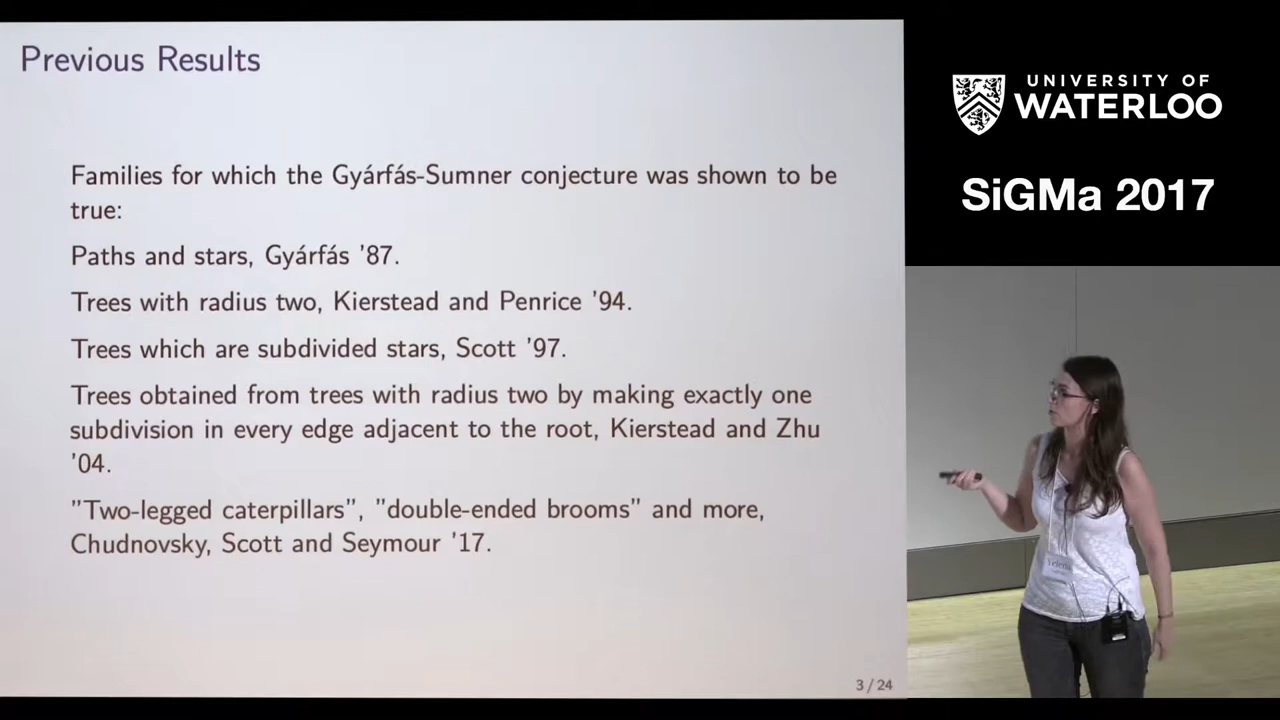 Previous Results
Families for which the Gyárfás-Sumner conjecture was shown to be
true:
Paths and stars, Gyárfás '87.
Trees with radius two, Kierstead and Penrice '94.
Trees which are subdivided stars, Scott '97.
Trees obtained from trees with radius two by making exactly one
subdivision in every edge adjacent to the root, Kierstead and Zhu
'04.
"Two-legged caterpillars", "double-ended brooms" and more,
Chudnovsky, Scott and Seymour '17.
3 / 24
UNIVERSITY OF
WATERLOO
SiGMa 2017